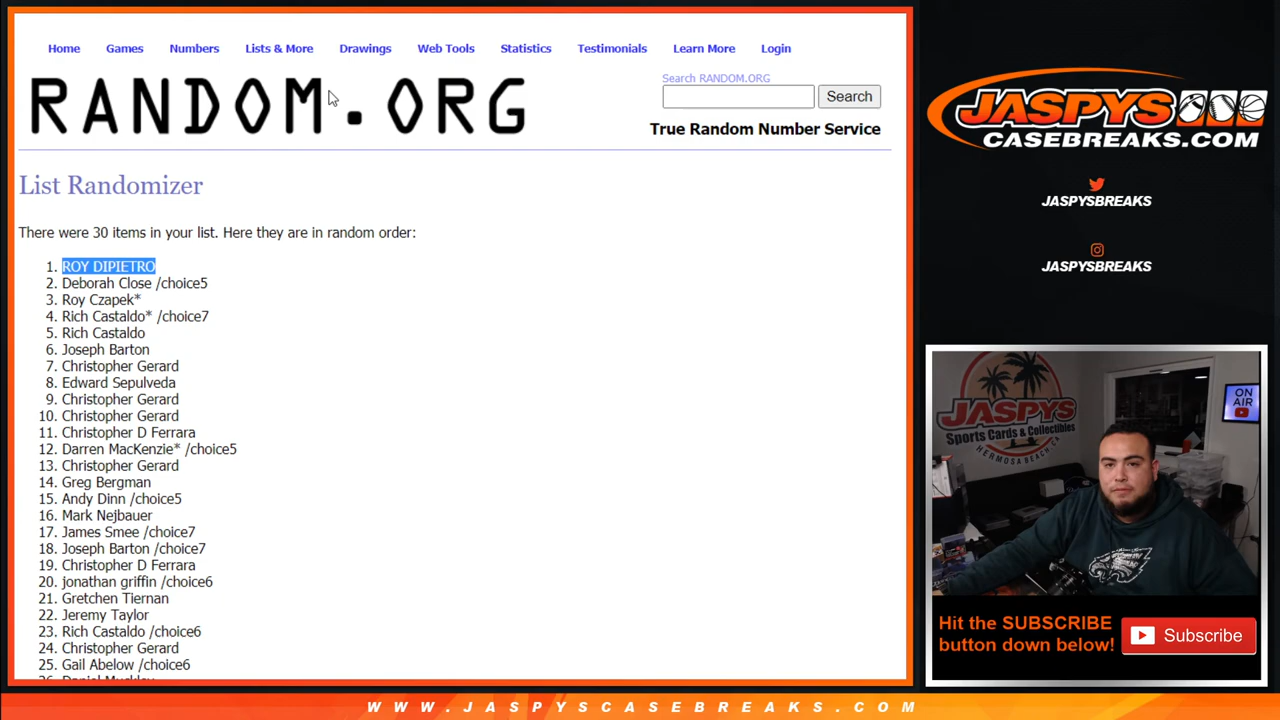 Home Games Numbers Lists & More Drawings Web Tools Statistics Testimonials Learn More Login
RANDOM.ORG
Search RANDOM.ORG
Search
True Random Number Service
List Randomizer
There were 30 items in your list. Here they are in random order:
1. ROY DIPIETRO
2. Deborah Close /choice5
3. Roy Czapek*
4. Rich Castaldo* /choice7
5. Rich Castaldo
6. Joseph Barton
7. Christopher Gerard
8. Edward Sepulveda
9. Christopher Gerard
10. Christopher Gerard
11. Christopher D Ferrara
12. Darren MacKenzie* /choice5
13. Christopher Gerard
14. Greg Bergman
15. Andy Dinn /choice5
16. Mark Nejbauer
17. James Smee /choice7
18. Joseph Barton /choice7
19. Christopher D Ferrara
20. jonathan griffin /choice6
21. Gretchen Tiernan
22. Jeremy Taylor
23. Rich Castaldo /choice6
24. Christopher Gerard
25. Gail Abelow /choice6
JASPYS
CASEBREAKS.COM
JASPYSBREAKS
JASPYSBREAKS
JASPYS
Sports Cards & Collectibles
HERMOSA BEACH, CA
ON
AIR
Hit the SUBSCRIBE
button down below!
Subscribe
WWW.JASPYSCASEBREAKS.COM